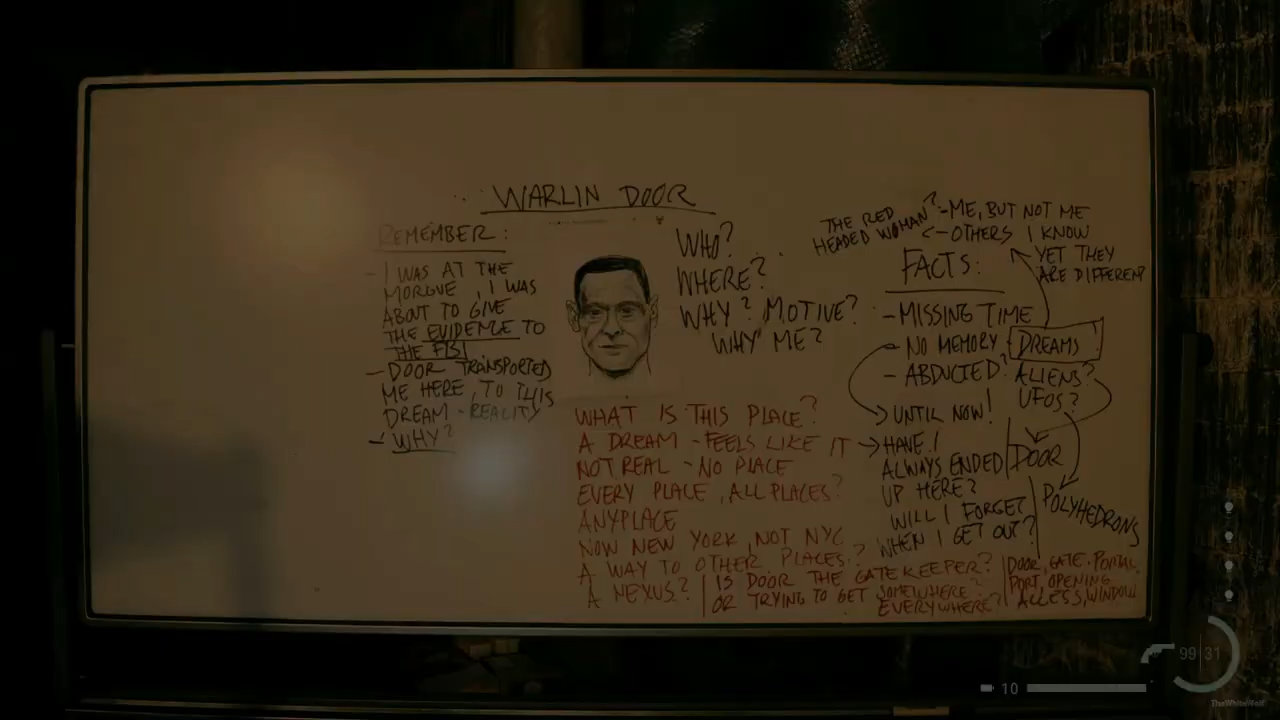 WARLIN DOOR
REMEMBER:
- I WAS AT THE
MORGUE, I WAS
ABOUT TO GIVE
THE EVIDENCE TO
THE FBI
- DOOR TRANSPORTED
ME HERE, TO THIS
DREAM-REALITY
- WHY?
WHO?
WHERE?
WHY? MOTIVE?
WHY ME?
THE RED
HEADED WOMAN?
- ME, BUT NOT ME
<- OTHERS I KNOW
YET THEY
ARE DIFFERENT
FACTS:
- MISSING TIME
- NO MEMORY - DREAMS
- ABDUCTED? ALIENS?
UFOS?
UNTIL NOW!
HAVE I
ALWAYS ENDED
UP HERE?
WILL I FORGET
WHEN I GET OUT?
DOOR
POLYHEDRONS
WHAT IS THIS PLACE?
A DREAM - FEELS LIKE IT
NOT REAL - NO PLACE
EVERY PLACE, ALL PLACES?
ANYPLACE
NOW NEW YORK, NOT NYC
A WAY TO OTHER PLACES?
A NEXUS?
IS DOOR THE GATEKEEPER?
OR TRYING TO GET SOMEWHERE?
EVERYWHERE?
DOOR, GATE, PORTAL,
PORT, OPENING
ACCESS, WINDOW
99 31
10
TheWhiteWolf